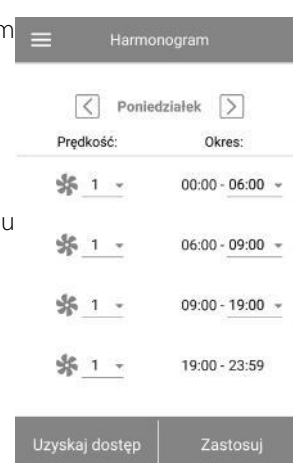 m
Harmonogram
Poniedziałek
Prędkość: Okres:
1 00:00 - 06:00
u
1 06:00 - 09:00
1 09:00 - 19:00
1 19:00 - 23:59
Uzyskaj dostęp Zastosuj